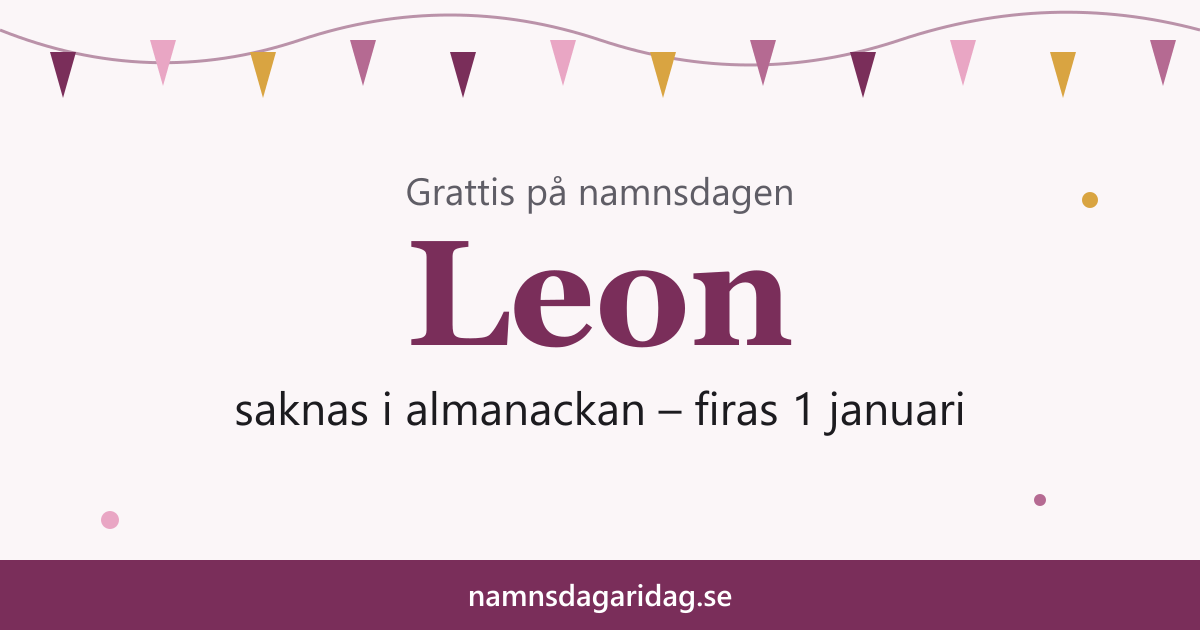 Grattis på namnsdagen
Leon
saknas i almanackan – firas 1 januari
namnsdagaridag.se